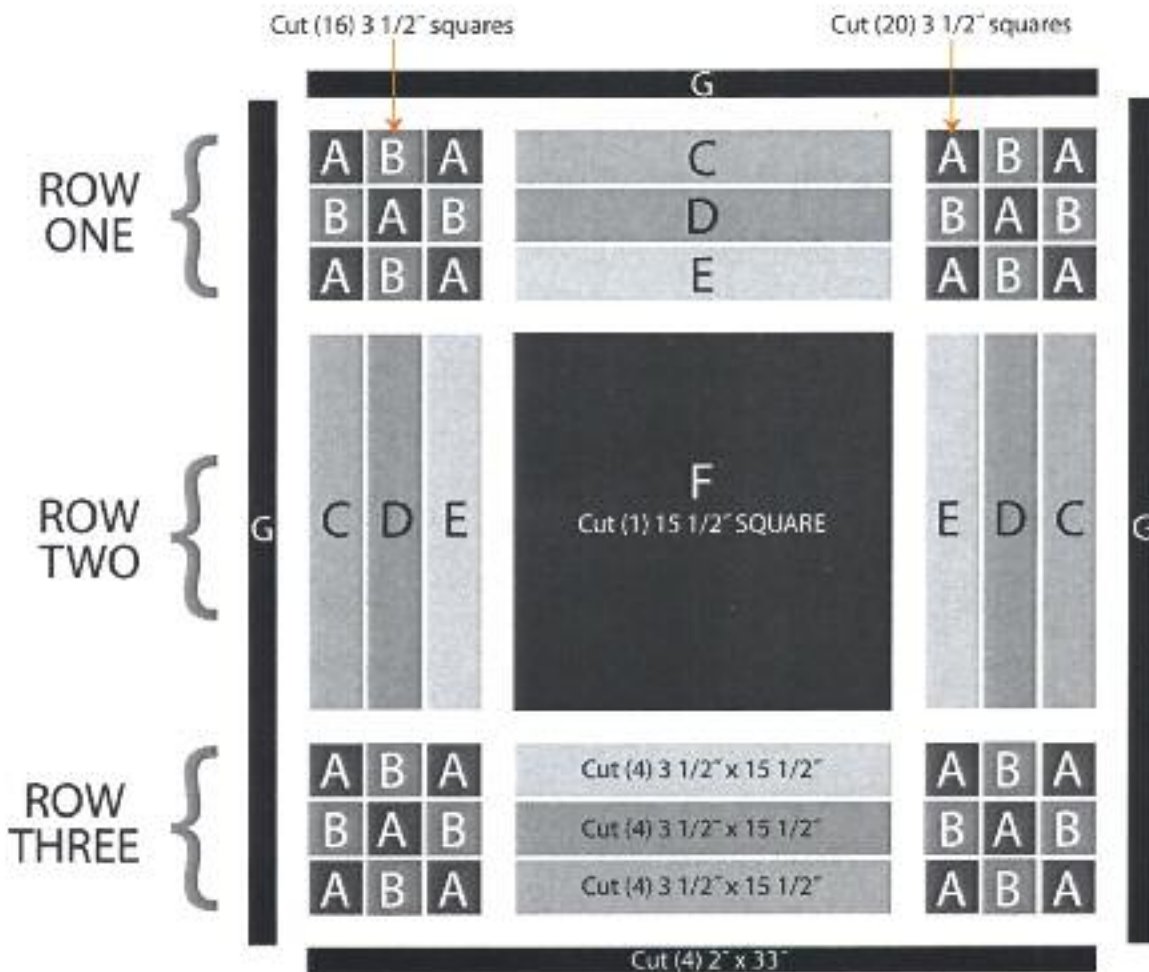 Cut (16) 3 1/2˝ squares
Cut (20) 3 1/2˝ squares
G
ROW
ONE
A B A
B A B
A B A
C
D
E
A B A
B A B
A B A
G
ROW
TWO
C D E
F
Cut (1) 15 1/2˝ SQUARE
E D C
G
ROW
THREE
A B A
B A B
A B A
Cut (4) 3 1/2˝ x 15 1/2˝
Cut (4) 3 1/2˝ x 15 1/2˝
Cut (4) 3 1/2˝ x 15 1/2˝
A B A
B A B
A B A
Cut (4) 2˝ x 33˝